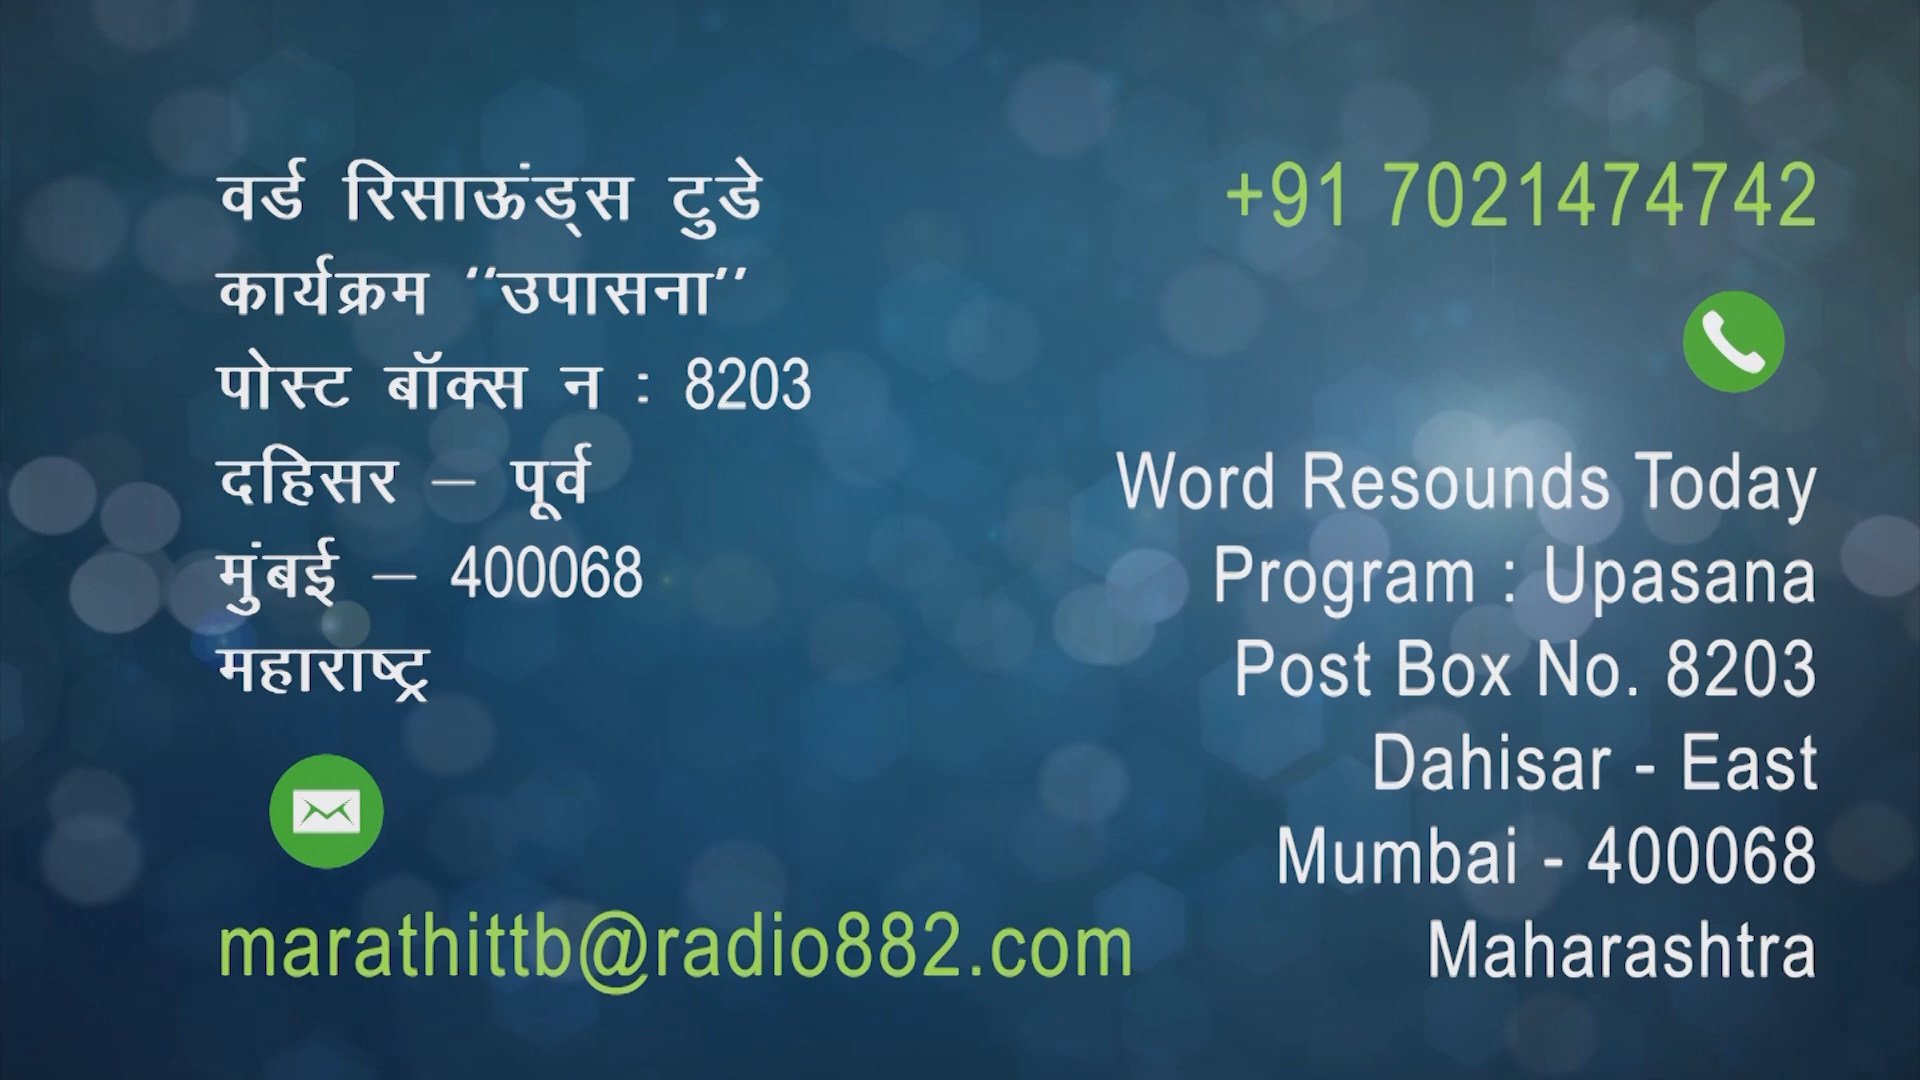 वर्ड रिसाऊंड्स टुडे
कार्यक्रम “उपासना”
पोस्ट बॉक्स न : 8203
दहिसर – पूर्व
मुंबई – 400068
महाराष्ट्र
marathittb@radio882.com
+91 7021474742
Word Resounds Today
Program : Upasana
Post Box No. 8203
Dahisar - East
Mumbai - 400068
Maharashtra